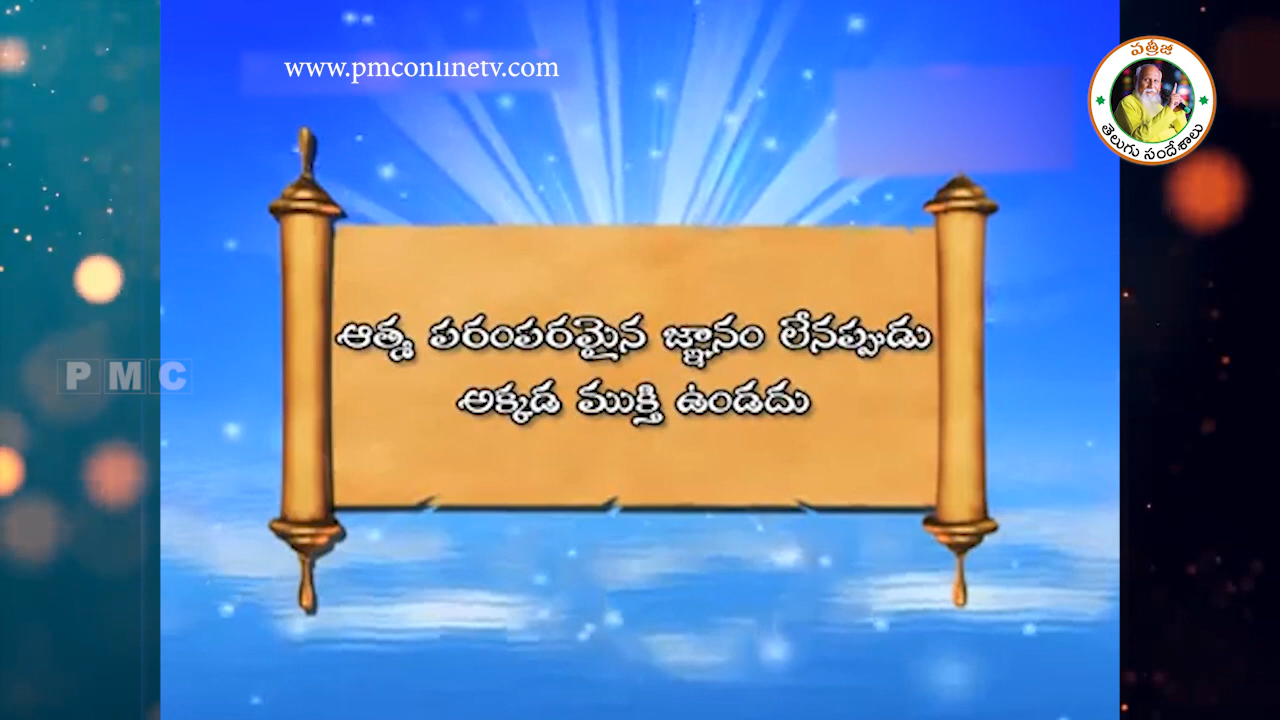 www.pmconlinetv.com
పత్రీజీ
తెలుగు సందేశాలు
ఆత్మ పరంపరమైన జ్ఞానం లేనప్పుడు
అక్కడ ముక్తి ఉండదు
PMC